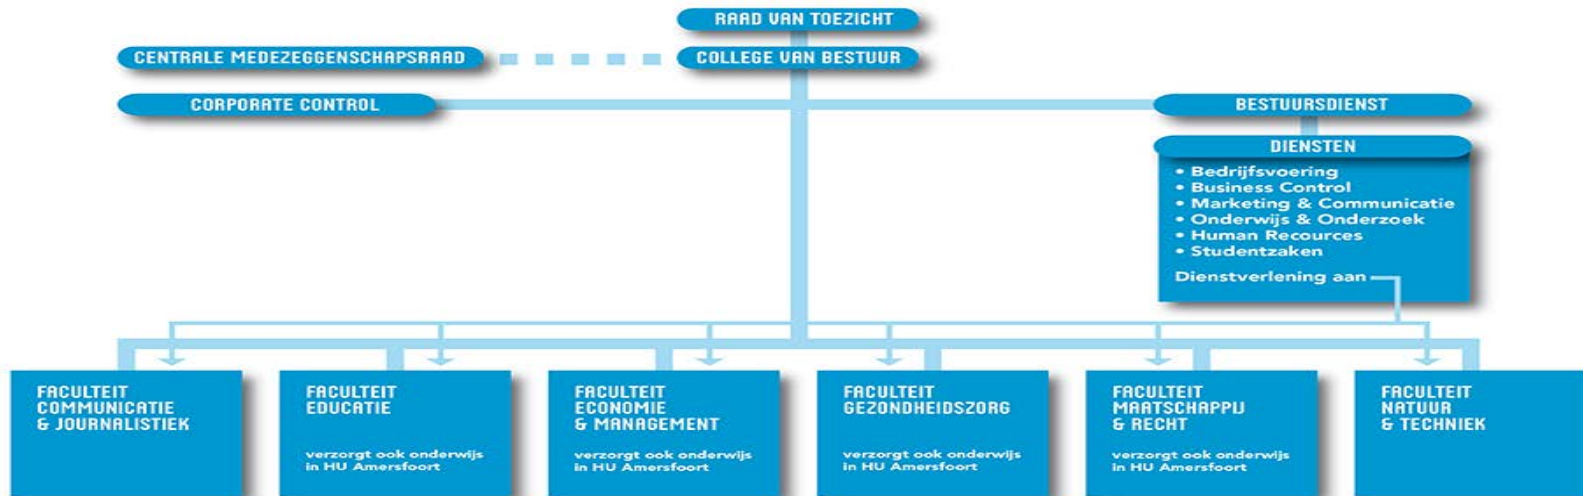 RAAD VAN TOEZICHT
CENTRALE MEDEZEGGENSCHAPSRAAD
COLLEGE VAN BESTUUR
CORPORATE CONTROL
BESTUURSDIENST
DIENSTEN
• Bedrijfsvoering
• Business Control
• Marketing & Communicatie
• Onderwijs & Onderzoek
• Human Recources
• Studentzaken
Dienstverlening aan
FACULTEIT
COMMUNICATIE
& JOURNALISTIEK
FACULTEIT
EDUCATIE
verzorgt ook onderwijs
in HU Amersfoort
FACULTEIT
ECONOMIE
& MANAGEMENT
verzorgt ook onderwijs
in HU Amersfoort
FACULTEIT
GEZONDHEIDSZORG
verzorgt ook onderwijs
in HU Amersfoort
FACULTEIT
MAATSCHAPPIJ
& RECHT
verzorgt ook onderwijs
in HU Amersfoort
FACULTEIT
NATUUR
& TECHNIEK